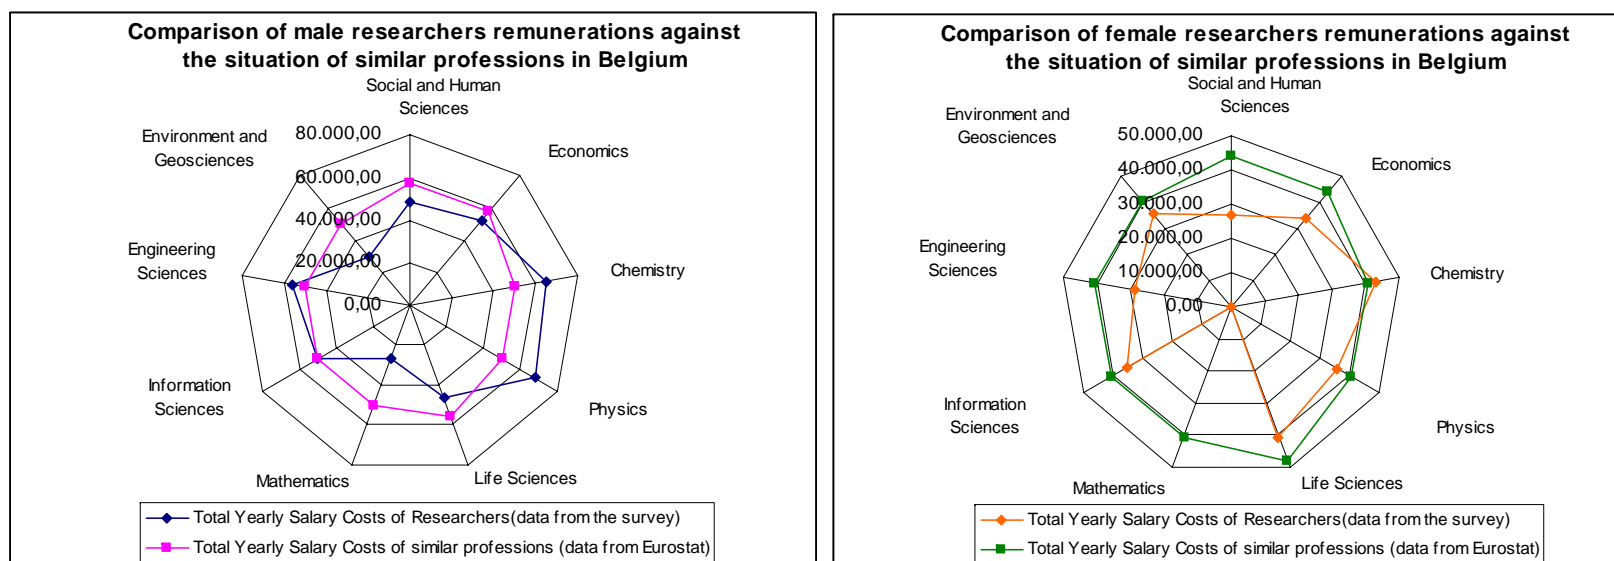 Comparison of male researchers remunerations against
the situation of similar professions in Belgium
Social and Human
Sciences
Economics
Chemistry
Physics
Life Sciences
Mathematics
Information
Sciences
Engineering
Sciences
Environment and
Geosciences
80.000,00
60.000,00
40.000,00
20.000,00
0,00
Total Yearly Salary Costs of Researchers(data from the survey)
Total Yearly Salary Costs of similar professions (data from Eurostat)
Comparison of female researchers remunerations against
the situation of similar professions in Belgium
Social and Human
Sciences
Economics
Chemistry
Physics
Life Sciences
Mathematics
Information
Sciences
Engineering
Sciences
Environment and
Geosciences
50.000,00
40.000,00
30.000,00
20.000,00
10.000,00
0,00
Total Yearly Salary Costs of Researchers(data from the survey)
Total Yearly Salary Costs of similar professions (data from Eurostat)